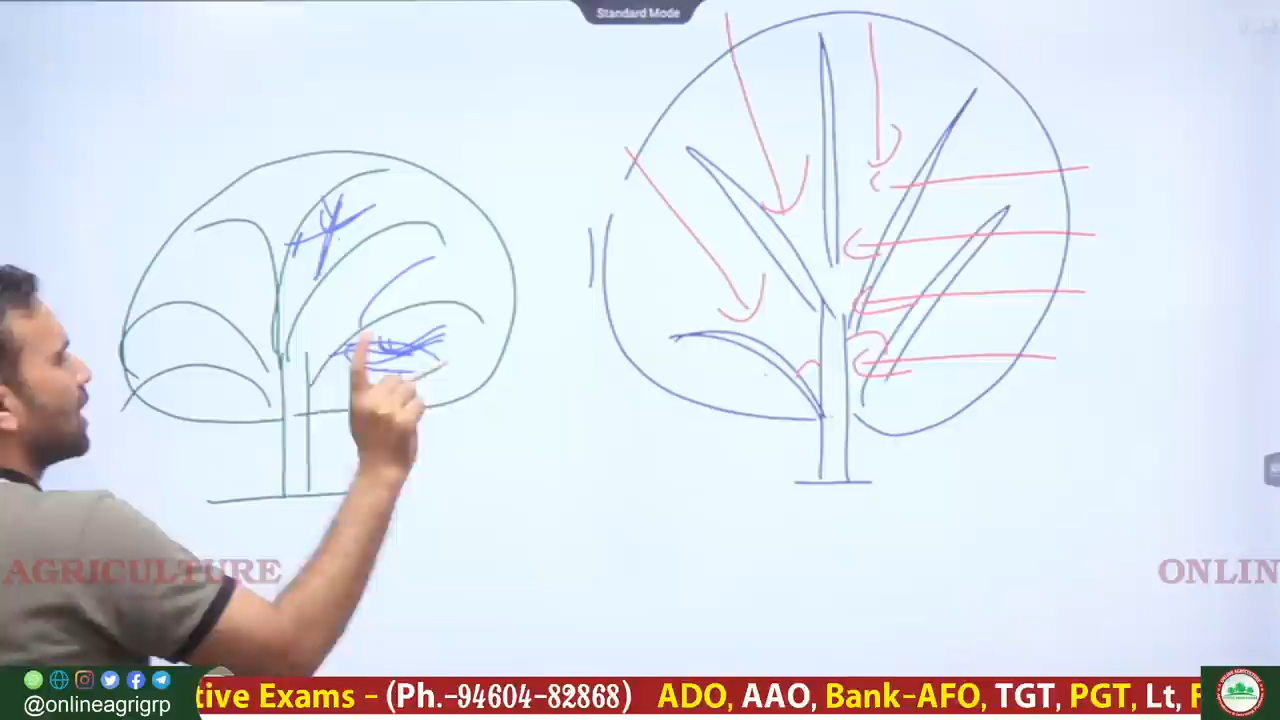 Standard Mode
AGRICULTURE
ONLIN
@onlineagrigrp
tive Exams - (Ph.-94604-82868) ADO, AAO, Bank-AFO, TGT, PGT, Lt,